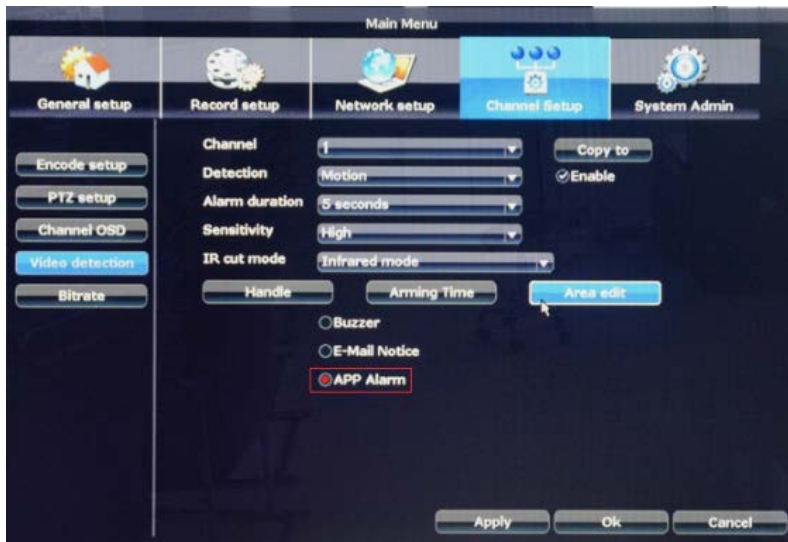 Main Menu
General setup
Record setup
Network setup
Channel Setup
System Admin
Encode setup
PTZ setup
Channel OSD
Video detection
Bitrate
Channel
1
Copy to
Detection
Motion
Enable
Alarm duration
5 seconds
Sensitivity
High
IR cut mode
Infrared mode
Handle
Arming Time
Area edit
Buzzer
E-Mail Notice
APP Alarm
Apply
Ok
Cancel